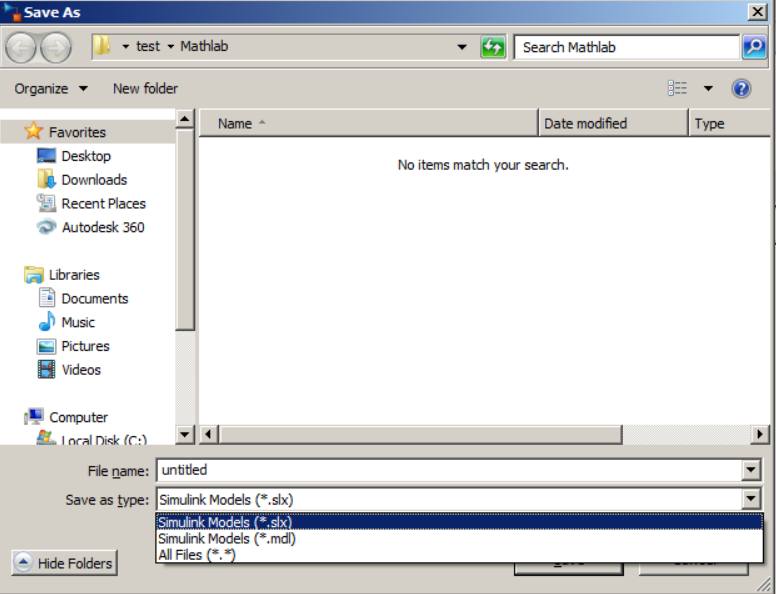 Save As
test Mathlab
Search Mathlab
Organize New folder
Name Date modified Type
Favorites
No items match your search.
Desktop
Downloads
Recent Places
Autodesk 360
Libraries
Documents
Music
Pictures
Videos
Computer
Local Disk (C:)
File name: untitled
Save as type: Simulink Models (*.slx)
Simulink Models (*.slx)
Simulink Models (*.mdl)
All Files (*.*)
Hide Folders